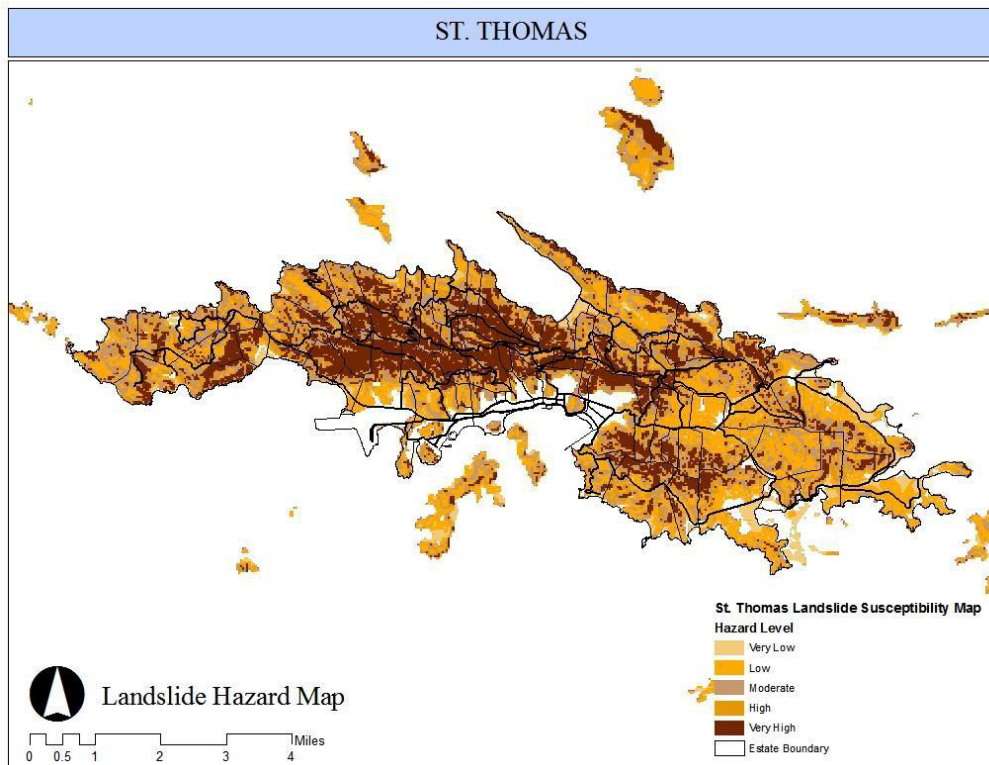 ST. THOMAS
St. Thomas Landslide Susceptibility Map
Hazard Level
Very Low
Low
Moderate
High
Very High
Estate Boundary
Landslide Hazard Map
Miles
0 0.5 1 2 3 4